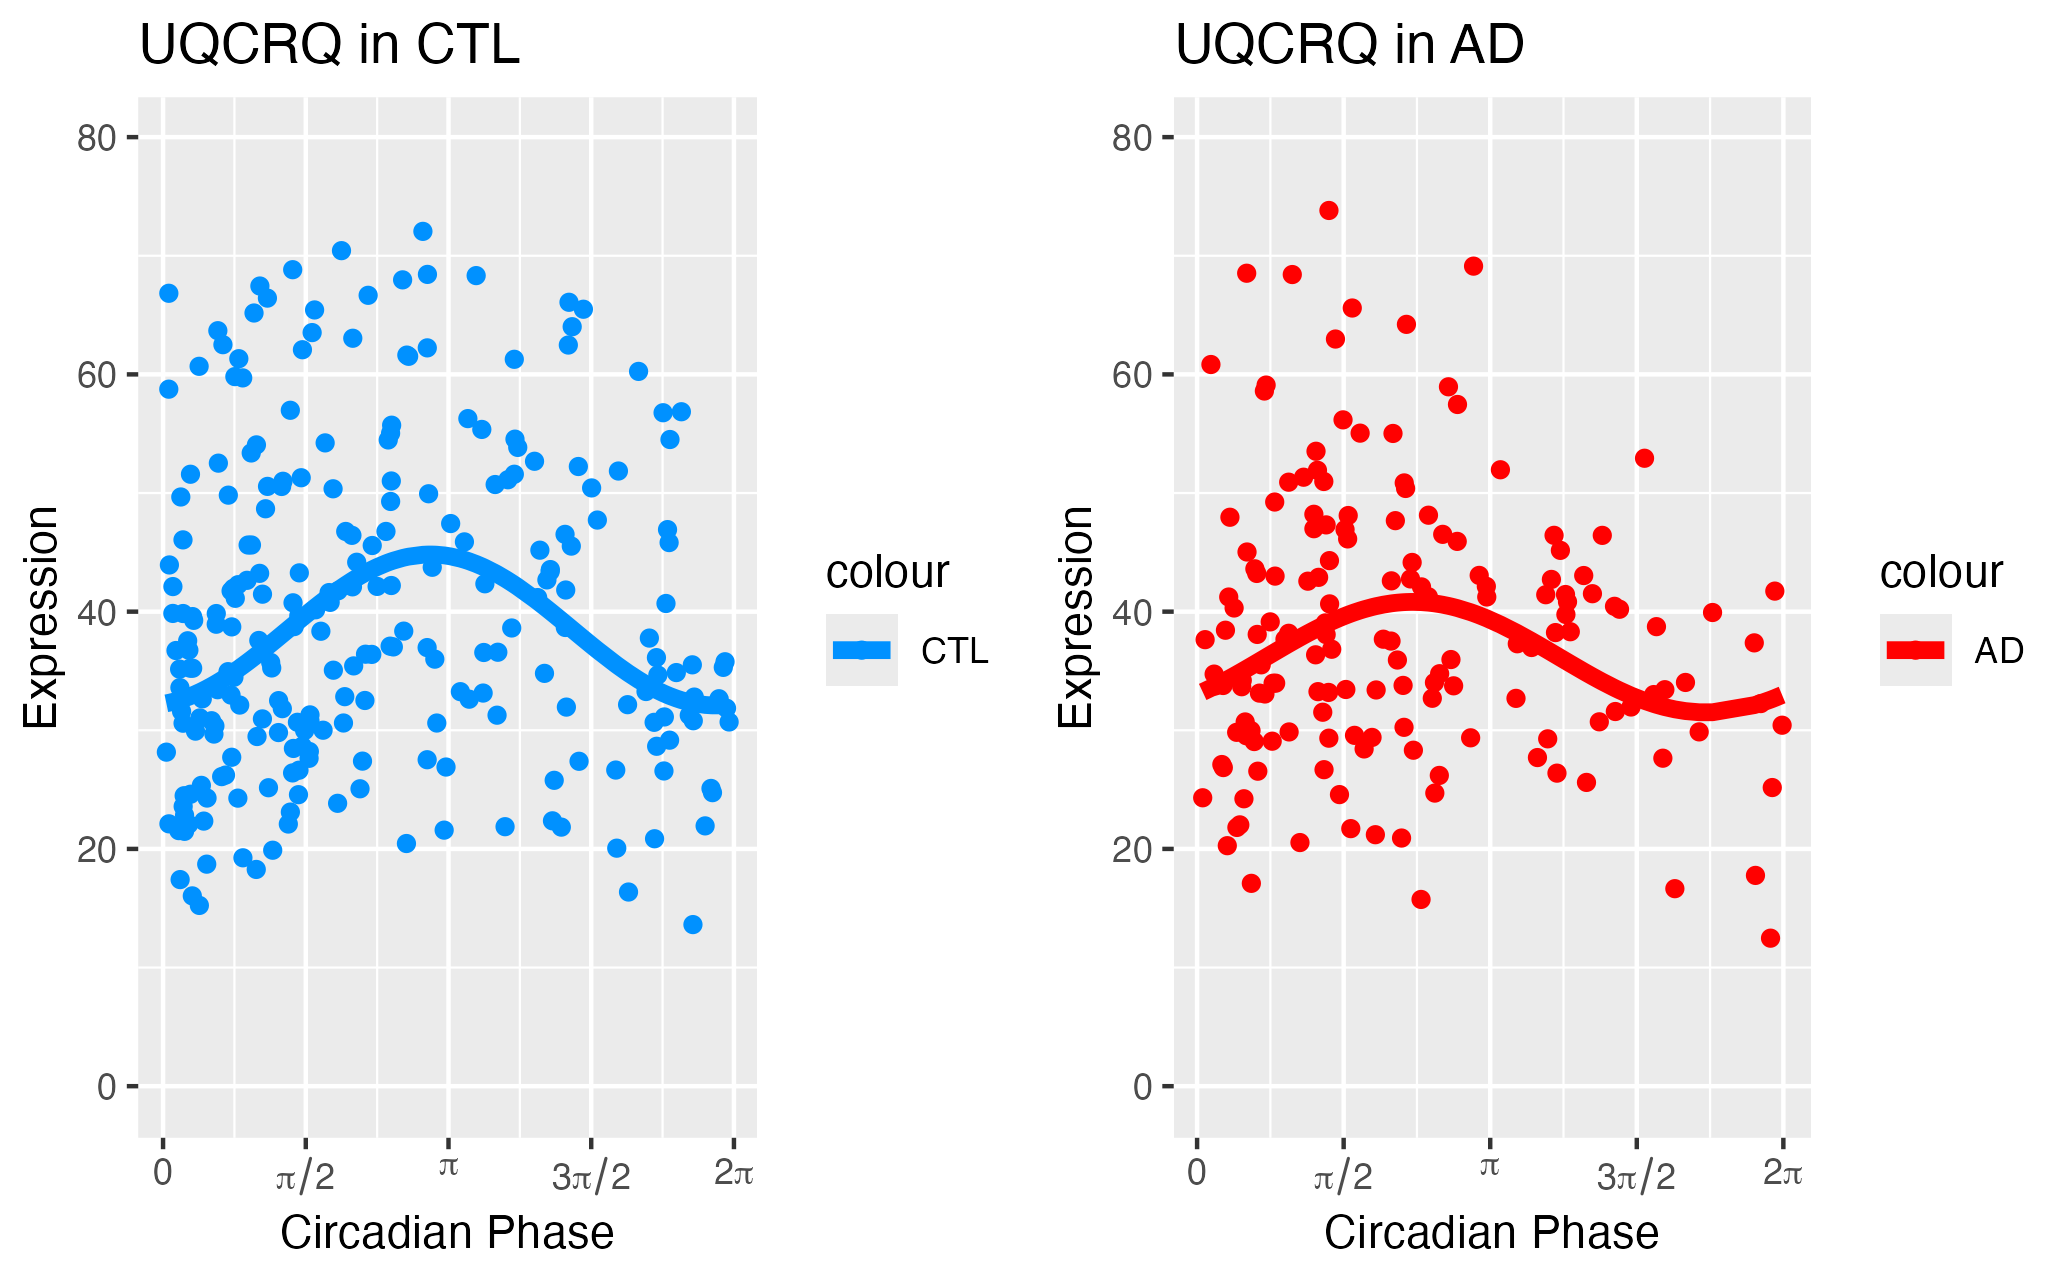 UQCRQ in CTL
80
60
40
20
0
Expression
0 π/2 π 3π/2 2π
Circadian Phase
colour
CTL
UQCRQ in AD
80
60
40
20
0
Expression
0 π/2 π 3π/2 2π
Circadian Phase
colour
AD